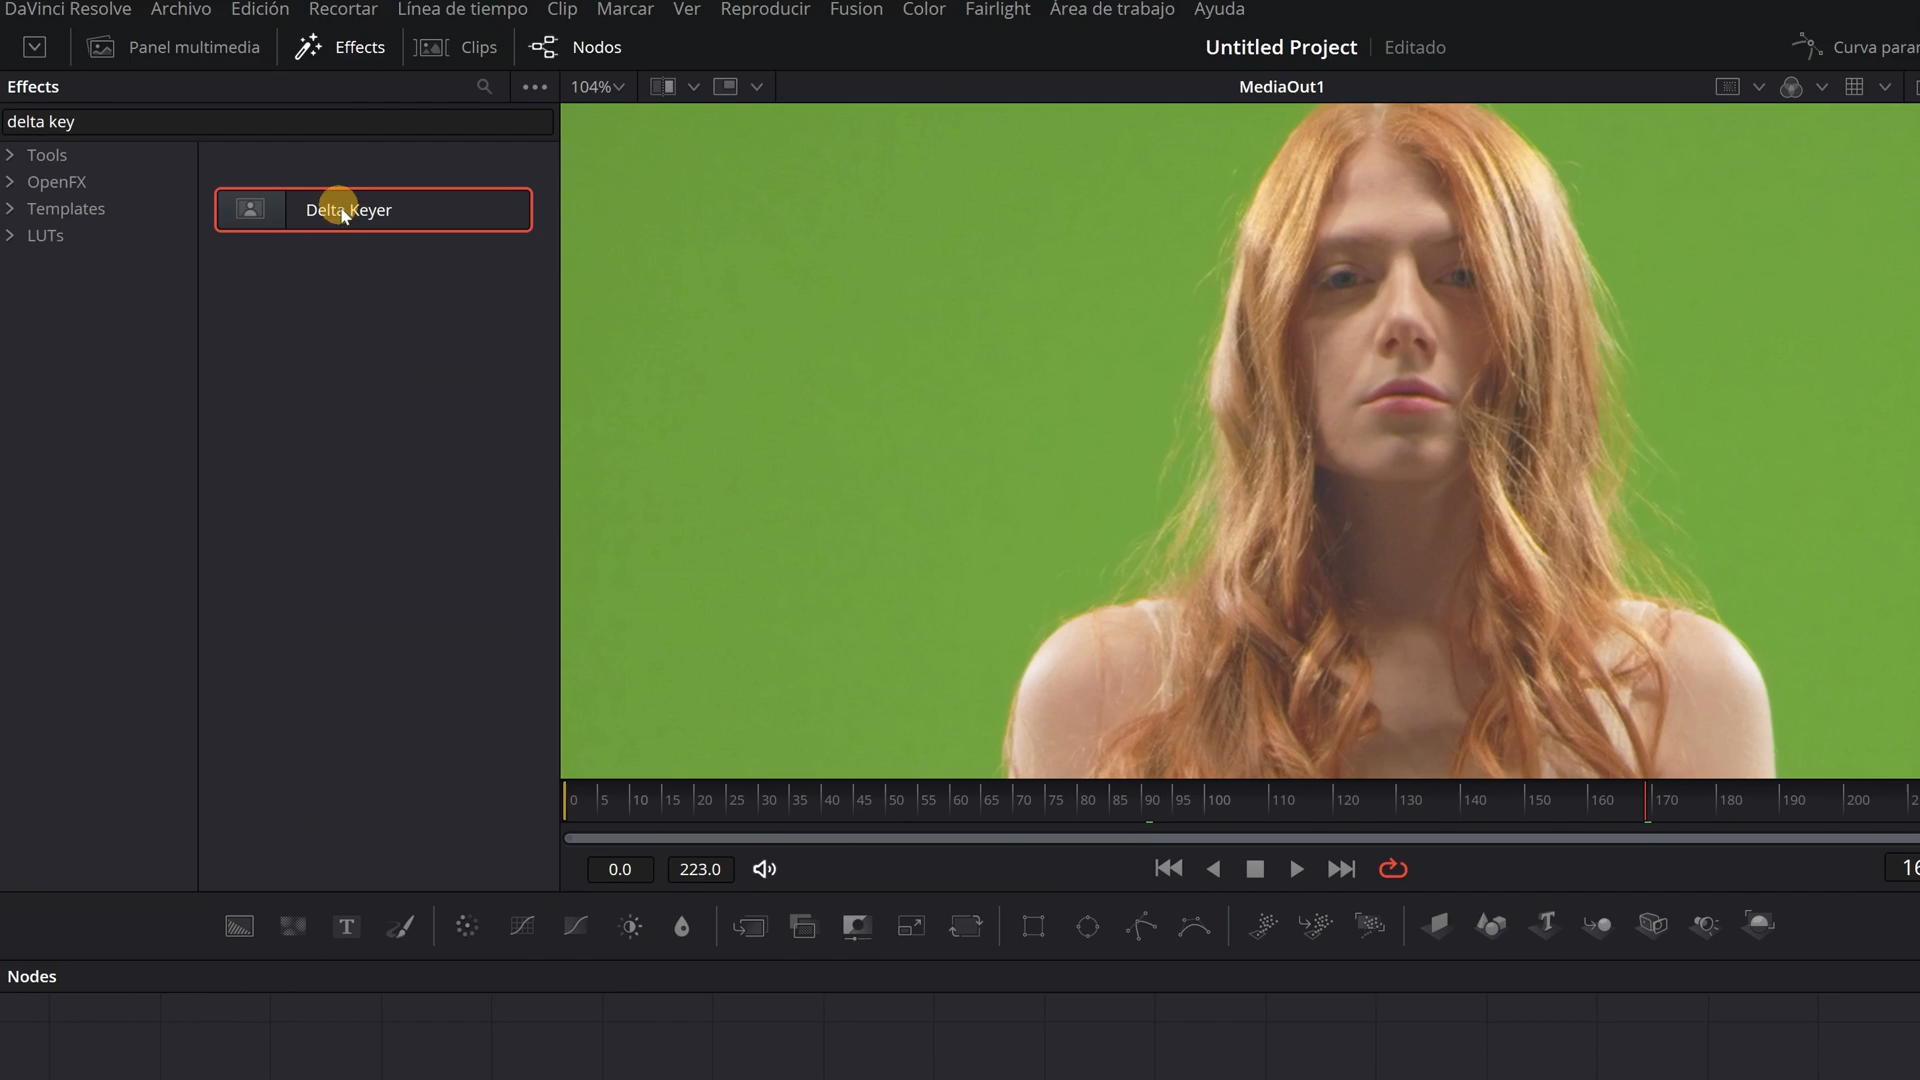 DaVinci Resolve Archivo Edición Recortar Línea de tiempo Clip Marcar Ver Reproducir Fusion Color Fairlight Área de trabajo Ayuda
Panel multimedia Effects Clips Nodos Untitled Project Editado Curva
Effects 104% MediaOut1
delta key
Tools
OpenFX
Templates
LUTs
Delta Keyer
0 5 10 15 20 25 30 35 40 45 50 55 60 65 70 75 80 85 90 95 100 110 120 130 140 150 160 170 180 190 200
0.0 223.0
Nodes